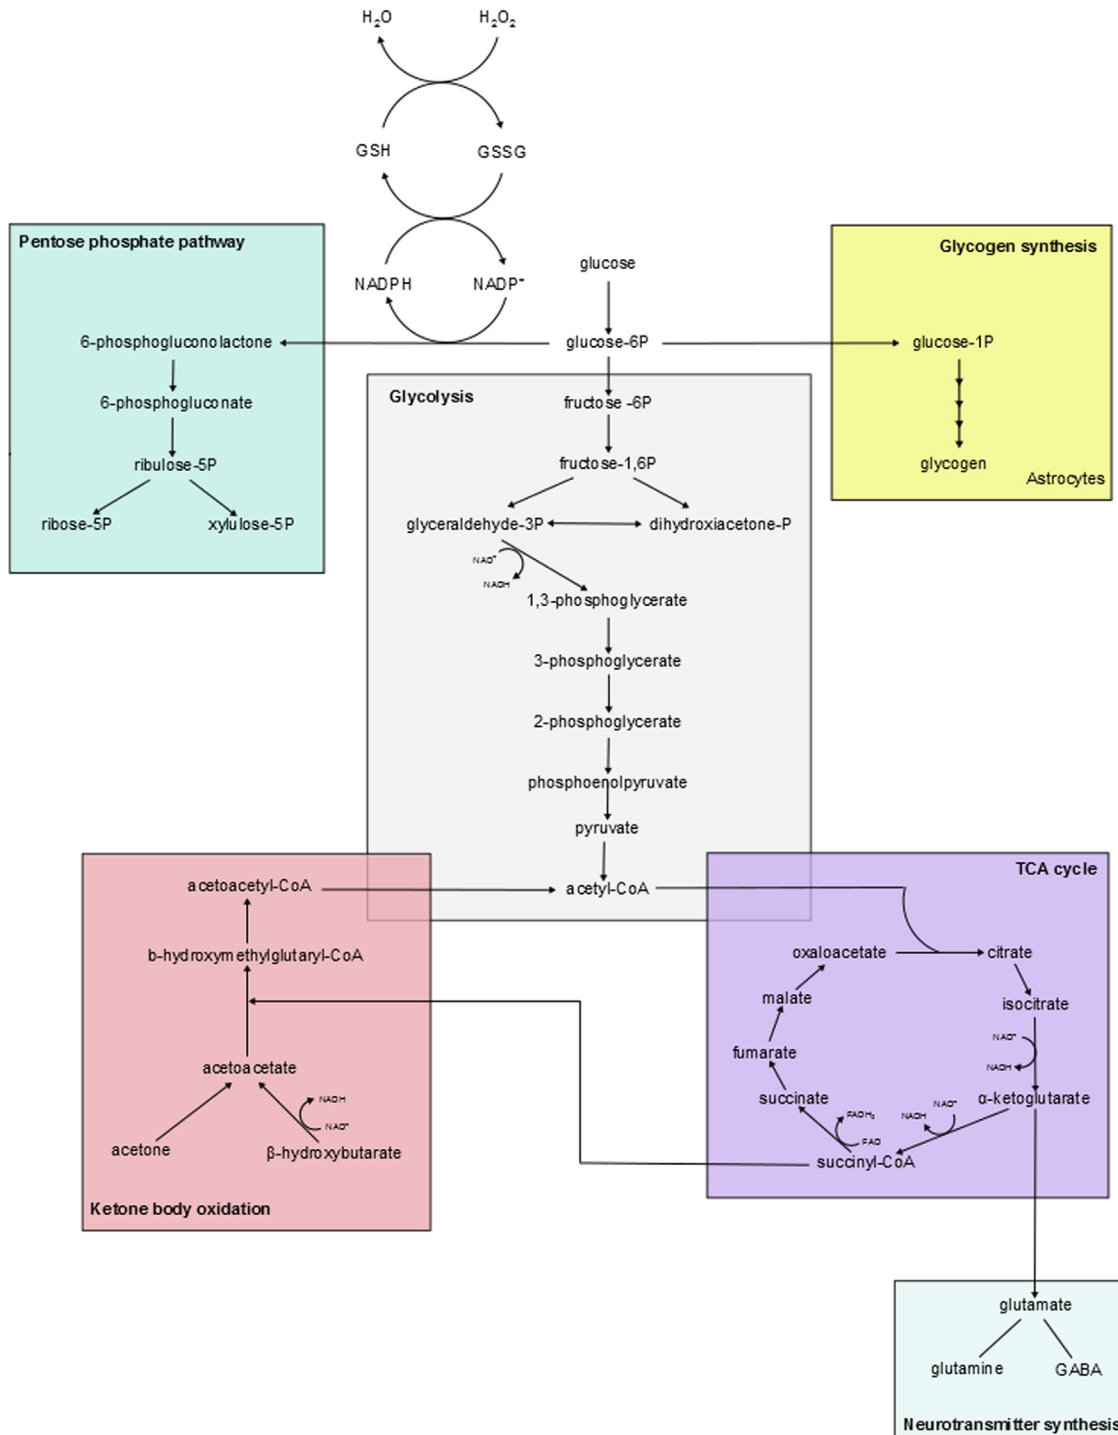 H₂O
H₂O₂
GSH
GSSG
Pentose phosphate pathway
Glycogen synthesis
glucose
NADPH
NADP⁺
6-phosphogluconolactone
glucose-6P
glucose-1P
Glycolysis
6-phosphogluconate
fructose -6P
ribulose-5P
fructose-1,6P
glycogen
Astrocytes
ribose-5P
xylulose-5P
glyceraldehyde-3P
dihydroxiacetone-P
NAD⁺
NADH
1,3-phosphoglycerate
3-phosphoglycerate
2-phosphoglycerate
phosphoenolpyruvate
pyruvate
acetoacetyl-CoA
acetyl-CoA
TCA cycle
b-hydroxymethylglutaryl-CoA
oxaloacetate
citrate
malate
isocitrate
NAD⁺
fumarate
NADH
acetoacetate
succinate
α-ketoglutarate
NADH
NAD⁺
FADH₂
NADH
NAD⁺
FAD
acetone
β-hydroxybutarate
succinyl-CoA
Ketone body oxidation
glutamate
glutamine
GABA
Neurotransmitter synthesis